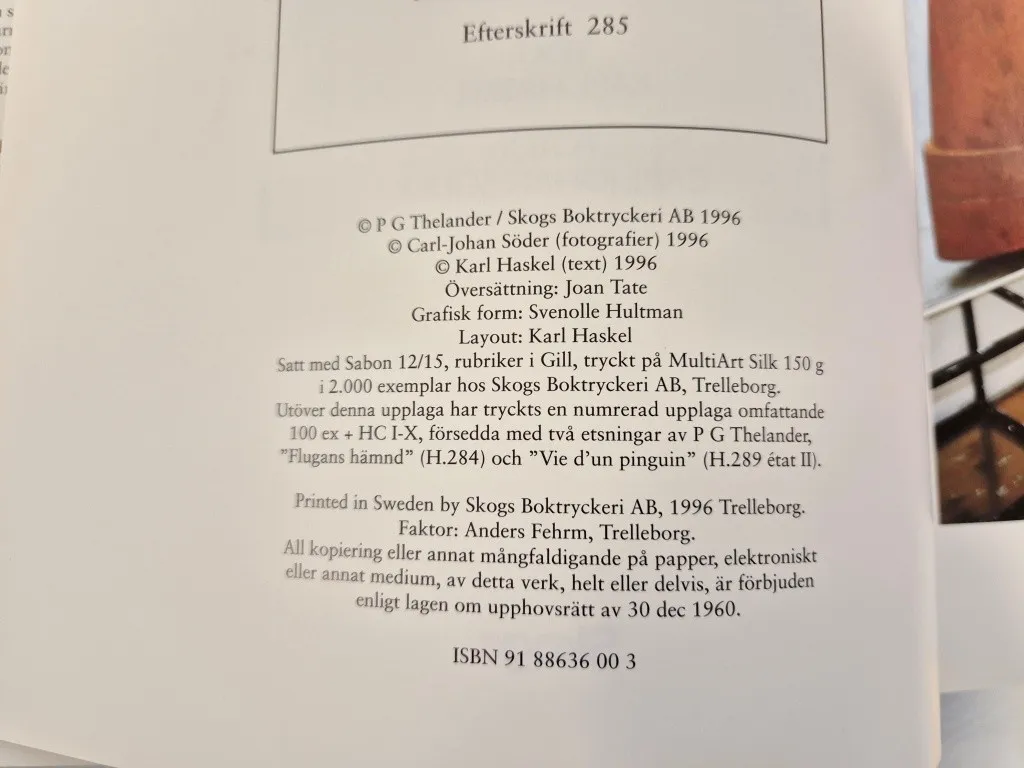 Efterskrift 285
© P G Thelander / Skogs Boktryckeri AB 1996
© Carl-Johan Söder (fotografier) 1996
© Karl Haskel (text) 1996
Översättning: Joan Tate
Grafisk form: Svenolle Hultman
Layout: Karl Haskel
Satt med Sabon 12/15, rubriker i Gill, tryckt på MultiArt Silk 150 g
i 2.000 exemplar hos Skogs Boktryckeri AB, Trelleborg.
Utöver denna upplaga har tryckts en numrerad upplaga omfattande
100 ex + HC I-X, försedda med två etsningar av P G Thelander,
”Flugans hämnd” (H.284) och ”Vie d’un pinguin” (H.289 état II).
Printed in Sweden by Skogs Boktryckeri AB, 1996 Trelleborg.
Faktor: Anders Fehrm, Trelleborg.
All kopiering eller annat mångfaldigande på papper, elektroniskt
eller annat medium, av detta verk, helt eller delvis, är förbjuden
enligt lagen om upphovsrätt av 30 dec 1960.
ISBN 91 88636 00 3